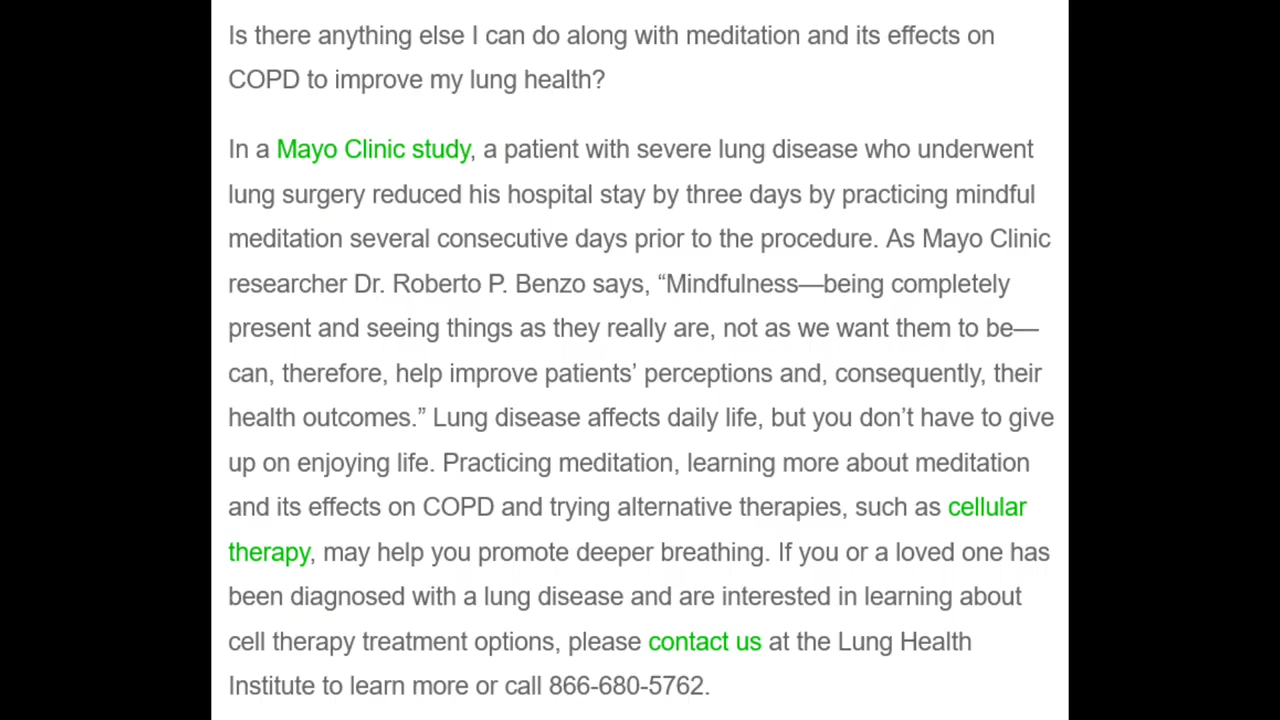 Is there anything else I can do along with meditation and its effects on
COPD to improve my lung health?
In a Mayo Clinic study, a patient with severe lung disease who underwent
lung surgery reduced his hospital stay by three days by practicing mindful
meditation several consecutive days prior to the procedure. As Mayo Clinic
researcher Dr. Roberto P. Benzo says, “Mindfulness—being completely
present and seeing things as they really are, not as we want them to be—
can, therefore, help improve patients’ perceptions and, consequently, their
health outcomes.” Lung disease affects daily life, but you don’t have to give
up on enjoying life. Practicing meditation, learning more about meditation
and its effects on COPD and trying alternative therapies, such as cellular
therapy, may help you promote deeper breathing. If you or a loved one has
been diagnosed with a lung disease and are interested in learning about
cell therapy treatment options, please contact us at the Lung Health
Institute to learn more or call 866-680-5762.